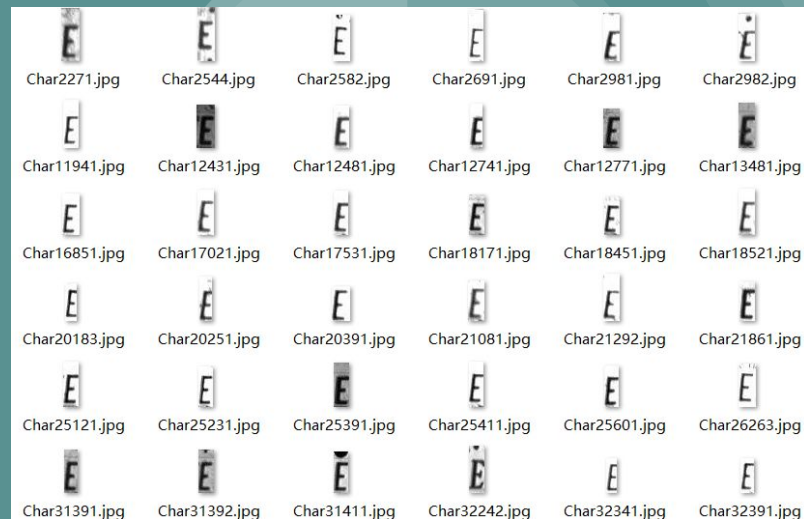 E E E E E E
Char2271.jpg Char2544.jpg Char2582.jpg Char2691.jpg Char2981.jpg Char2982.jpg
E E E E E E
Char11941.jpg Char12431.jpg Char12481.jpg Char12741.jpg Char12771.jpg Char13481.jpg
E E E E E E
Char16851.jpg Char17021.jpg Char17531.jpg Char18171.jpg Char18451.jpg Char18521.jpg
E E E E E E
Char20183.jpg Char20251.jpg Char20391.jpg Char21081.jpg Char21292.jpg Char21861.jpg
E E E E E E
Char25121.jpg Char25231.jpg Char25391.jpg Char25411.jpg Char25601.jpg Char26263.jpg
E E E E E E
Char31391.jpg Char31392.jpg Char31411.jpg Char32242.jpg Char32341.jpg Char32391.jpg